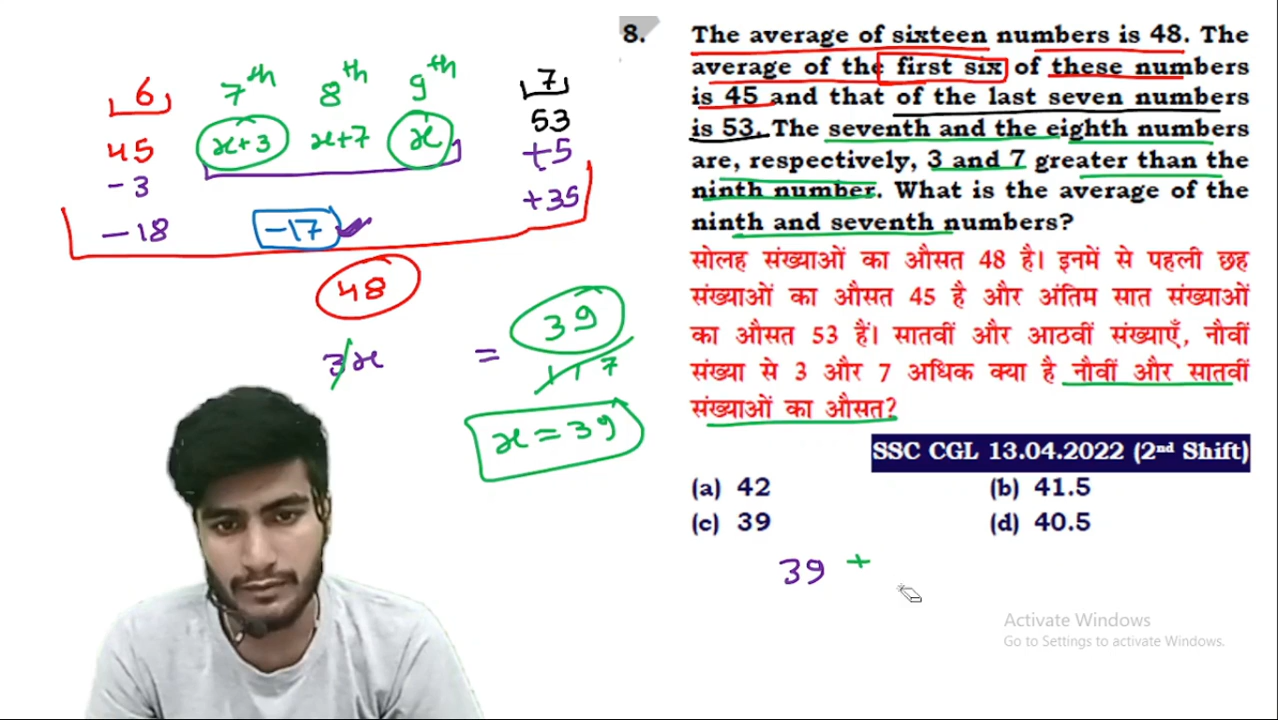 8. The average of sixteen numbers is 48. The
average of the first six of these numbers
is 45 and that of the last seven numbers
is 53. The seventh and the eighth numbers
are, respectively, 3 and 7 greater than the
ninth number. What is the average of the
ninth and seventh numbers?
सोलह संख्याओं का औसत 48 है। इनमें से पहली छह
संख्याओं का औसत 45 है और अंतिम सात संख्याओं
का औसत 53 हैं। सातवीं और आठवीं संख्याएँ, नौवीं
संख्या से 3 और 7 अधिक क्या है नौवीं और सातवीं
संख्याओं का औसत?
SSC CGL 13.04.2022 (2nd Shift)
(a) 42 (b) 41.5
(c) 39 (d) 40.5
39 +
6 7th 8th 9th 7
45 x+3 x+7 x 53
-3 +5
-18 -17 +35
48
3x = 39
117
x = 39
Activate Windows
Go to Settings to activate Windows.